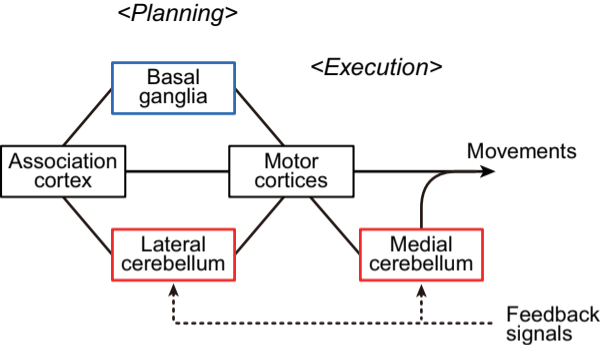 <Planning>
<Execution>
Basal
ganglia
Association
cortex
Motor
cortices
Movements
Lateral
cerebellum
Medial
cerebellum
Feedback
signals